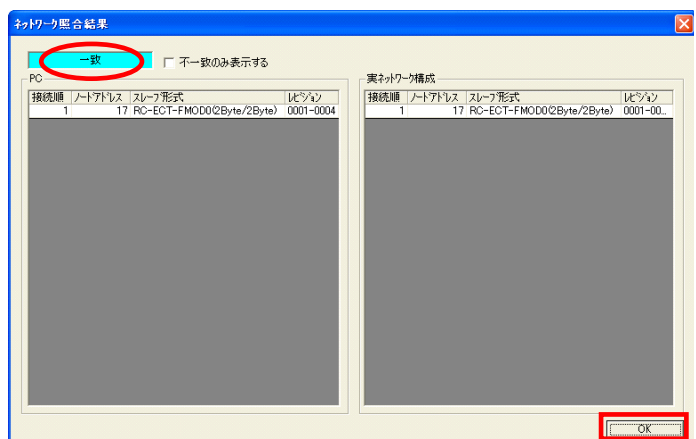 ネットワーク照合結果
一致
不一致のみ表示する
PC
接続順 ノードアドレス スレーブ形式 レビジョン
1 17 RC-ECT-FMOD0(2Byte/2Byte) 0001-0004
実ネットワーク構成
接続順 ノードアドレス スレーブ形式 レビジョン
1 17 RC-ECT-FMOD0(2Byte/2Byte) 0001-00...
OK